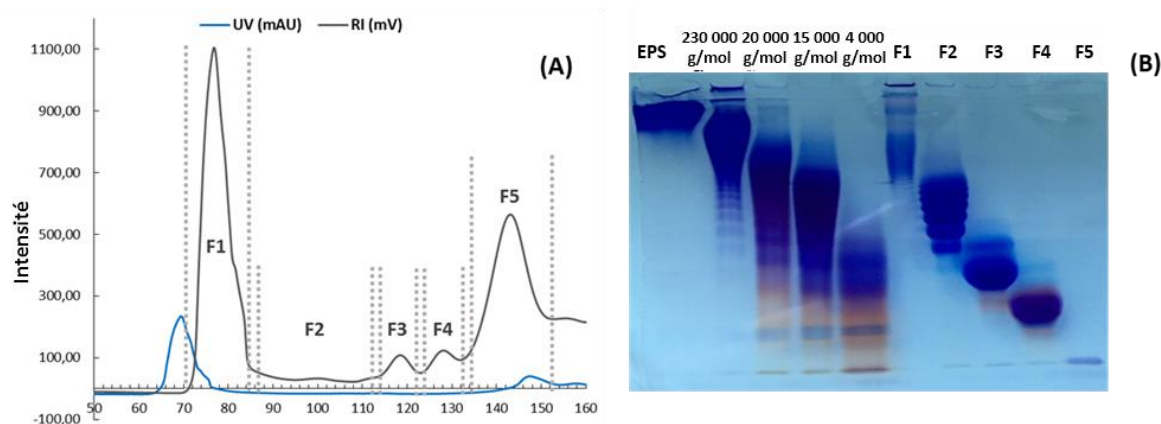 UV (mAU) RI (mV)
(A)
Intensité
1100,00
900,00
700,00
500,00
300,00
100,00
-100,00
F1
F2
F3
F4
F5
50 60 70 80 90 100 110 120 130 140 150 160
EPS 230 000 g/mol 20 000 g/mol 15 000 g/mol 4 000 g/mol F1 F2 F3 F4 F5
(B)